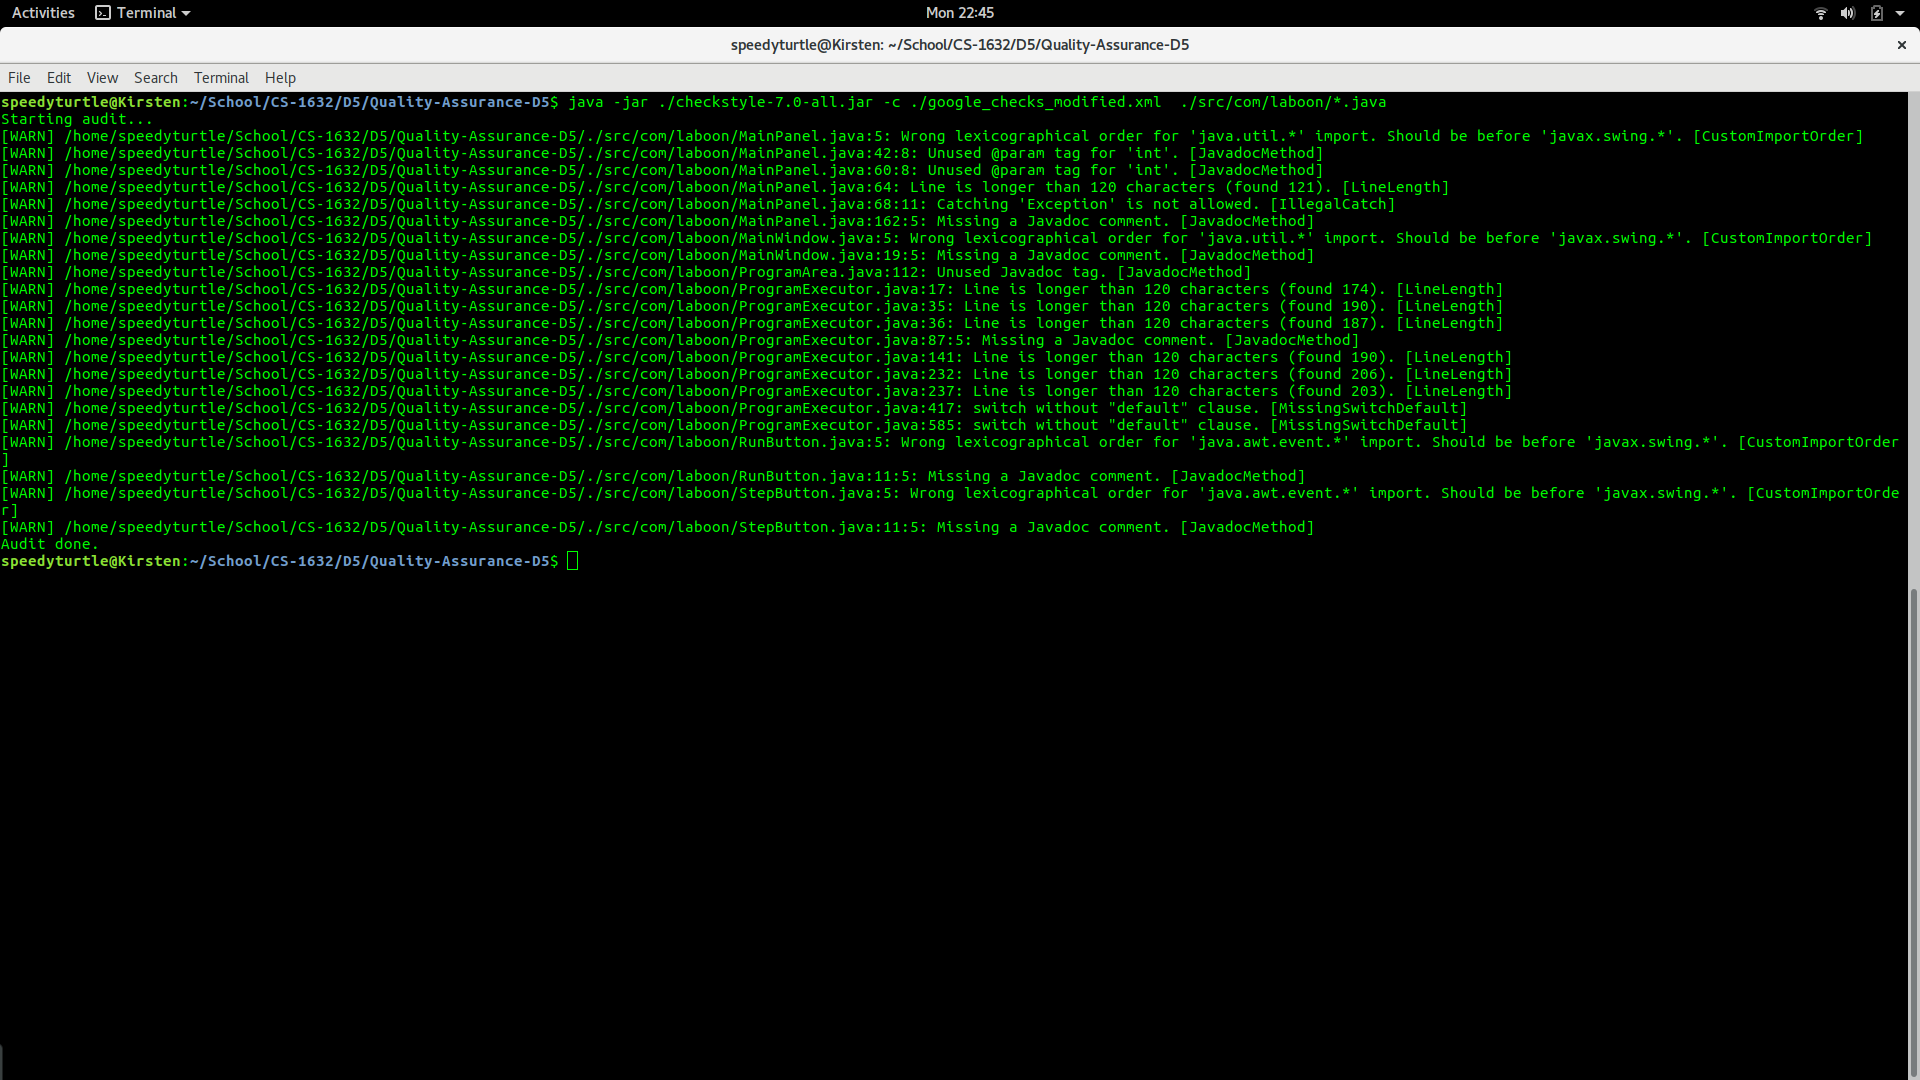 Activities Terminal Mon 22:45
speedyturtle@Kirsten: ~/School/CS-1632/D5/Quality-Assurance-D5 ×
File Edit View Search Terminal Help
speedyturtle@Kirsten:~/School/CS-1632/D5/Quality-Assurance-D5$ java -jar ./checkstyle-7.0-all.jar -c ./google_checks_modified.xml  ./src/com/laboon/*.java
Starting audit...
[WARN] /home/speedyturtle/School/CS-1632/D5/Quality-Assurance-D5/./src/com/laboon/MainPanel.java:5: Wrong lexicographical order for 'java.util.*' import. Should be before 'javax.swing.*'. [CustomImportOrder]
[WARN] /home/speedyturtle/School/CS-1632/D5/Quality-Assurance-D5/./src/com/laboon/MainPanel.java:42:8: Unused @param tag for 'int'. [JavadocMethod]
[WARN] /home/speedyturtle/School/CS-1632/D5/Quality-Assurance-D5/./src/com/laboon/MainPanel.java:60:8: Unused @param tag for 'int'. [JavadocMethod]
[WARN] /home/speedyturtle/School/CS-1632/D5/Quality-Assurance-D5/./src/com/laboon/MainPanel.java:64: Line is longer than 120 characters (found 121). [LineLength]
[WARN] /home/speedyturtle/School/CS-1632/D5/Quality-Assurance-D5/./src/com/laboon/MainPanel.java:68:11: Catching 'Exception' is not allowed. [IllegalCatch]
[WARN] /home/speedyturtle/School/CS-1632/D5/Quality-Assurance-D5/./src/com/laboon/MainPanel.java:162:5: Missing a Javadoc comment. [JavadocMethod]
[WARN] /home/speedyturtle/School/CS-1632/D5/Quality-Assurance-D5/./src/com/laboon/MainWindow.java:5: Wrong lexicographical order for 'java.util.*' import. Should be before 'javax.swing.*'. [CustomImportOrder]
[WARN] /home/speedyturtle/School/CS-1632/D5/Quality-Assurance-D5/./src/com/laboon/MainWindow.java:19:5: Missing a Javadoc comment. [JavadocMethod]
[WARN] /home/speedyturtle/School/CS-1632/D5/Quality-Assurance-D5/./src/com/laboon/ProgramArea.java:112: Unused Javadoc tag. [JavadocMethod]
[WARN] /home/speedyturtle/School/CS-1632/D5/Quality-Assurance-D5/./src/com/laboon/ProgramExecutor.java:17: Line is longer than 120 characters (found 174). [LineLength]
[WARN] /home/speedyturtle/School/CS-1632/D5/Quality-Assurance-D5/./src/com/laboon/ProgramExecutor.java:35: Line is longer than 120 characters (found 190). [LineLength]
[WARN] /home/speedyturtle/School/CS-1632/D5/Quality-Assurance-D5/./src/com/laboon/ProgramExecutor.java:36: Line is longer than 120 characters (found 187). [LineLength]
[WARN] /home/speedyturtle/School/CS-1632/D5/Quality-Assurance-D5/./src/com/laboon/ProgramExecutor.java:87:5: Missing a Javadoc comment. [JavadocMethod]
[WARN] /home/speedyturtle/School/CS-1632/D5/Quality-Assurance-D5/./src/com/laboon/ProgramExecutor.java:141: Line is longer than 120 characters (found 190). [LineLength]
[WARN] /home/speedyturtle/School/CS-1632/D5/Quality-Assurance-D5/./src/com/laboon/ProgramExecutor.java:232: Line is longer than 120 characters (found 206). [LineLength]
[WARN] /home/speedyturtle/School/CS-1632/D5/Quality-Assurance-D5/./src/com/laboon/ProgramExecutor.java:237: Line is longer than 120 characters (found 203). [LineLength]
[WARN] /home/speedyturtle/School/CS-1632/D5/Quality-Assurance-D5/./src/com/laboon/ProgramExecutor.java:417: switch without "default" clause. [MissingSwitchDefault]
[WARN] /home/speedyturtle/School/CS-1632/D5/Quality-Assurance-D5/./src/com/laboon/ProgramExecutor.java:585: switch without "default" clause. [MissingSwitchDefault]
[WARN] /home/speedyturtle/School/CS-1632/D5/Quality-Assurance-D5/./src/com/laboon/RunButton.java:5: Wrong lexicographical order for 'java.awt.event.*' import. Should be before 'javax.swing.*'. [CustomImportOrder
]
[WARN] /home/speedyturtle/School/CS-1632/D5/Quality-Assurance-D5/./src/com/laboon/RunButton.java:11:5: Missing a Javadoc comment. [JavadocMethod]
[WARN] /home/speedyturtle/School/CS-1632/D5/Quality-Assurance-D5/./src/com/laboon/StepButton.java:5: Wrong lexicographical order for 'java.awt.event.*' import. Should be before 'javax.swing.*'. [CustomImportOrde
r]
[WARN] /home/speedyturtle/School/CS-1632/D5/Quality-Assurance-D5/./src/com/laboon/StepButton.java:11:5: Missing a Javadoc comment. [JavadocMethod]
Audit done.
speedyturtle@Kirsten:~/School/CS-1632/D5/Quality-Assurance-D5$